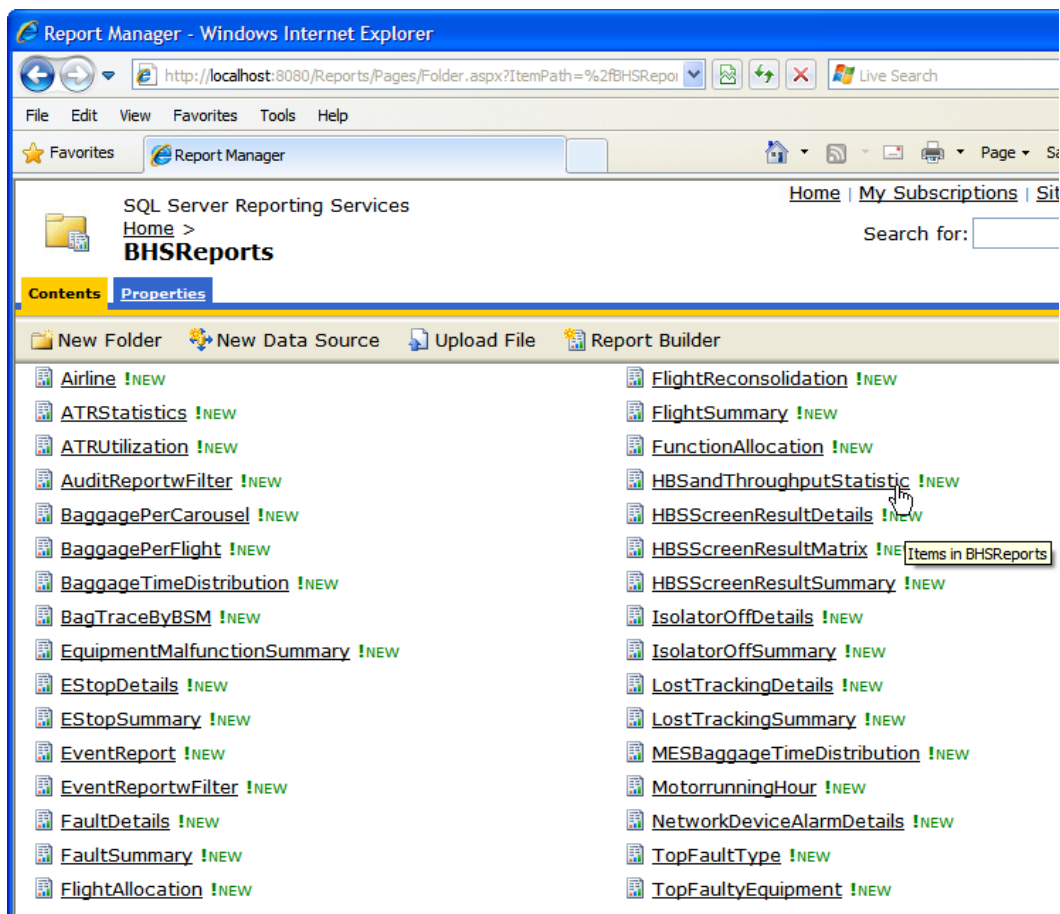 Report Manager - Windows Internet Explorer
http://localhost:8080/Reports/Pages/Folder.aspx?ItemPath=%2fBHSRepor
Live Search
File Edit View Favorites Tools Help
Favorites Report Manager Page
SQL Server Reporting Services
Home | My Subscriptions |
Home >
BHSReports
Search for:
Contents Properties
New Folder New Data Source Upload File Report Builder
Airline !NEW
ATRStatistics !NEW
ATRUtilization !NEW
AuditReportwFilter !NEW
BaggagePerCarousel !NEW
BaggagePerFlight !NEW
BaggageTimeDistribution !NEW
BagTraceByBSM !NEW
EquipmentMalfunctionSummary !NEW
EStopDetails !NEW
EStopSummary !NEW
EventReport !NEW
EventReportwFilter !NEW
FaultDetails !NEW
FaultSummary !NEW
FlightAllocation !NEW
FlightReconsolidation !NEW
FlightSummary !NEW
FunctionAllocation !NEW
HBSandThroughputStatistic !NEW
HBSScreenResultDetails !NEW
HBSScreenResultMatrix !NE
Items in BHSReports
HBSScreenResultSummary !NEW
IsolatorOffDetails !NEW
IsolatorOffSummary !NEW
LostTrackingDetails !NEW
LostTrackingSummary !NEW
MESBaggageTimeDistribution !NEW
MotorrunningHour !NEW
NetworkDeviceAlarmDetails !NEW
TopFaultType !NEW
TopFaultyEquipment !NEW